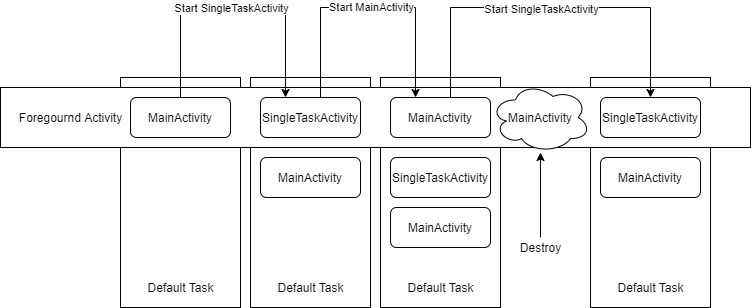 Start SingleTaskActivity
Start MainActivity
Start SingleTaskActivity
Foregournd Activity
MainActivity
SingleTaskActivity
MainActivity
MainActivity
SingleTaskActivity
MainActivity
SingleTaskActivity
MainActivity
MainActivity
Destroy
Default Task
Default Task
Default Task
Default Task